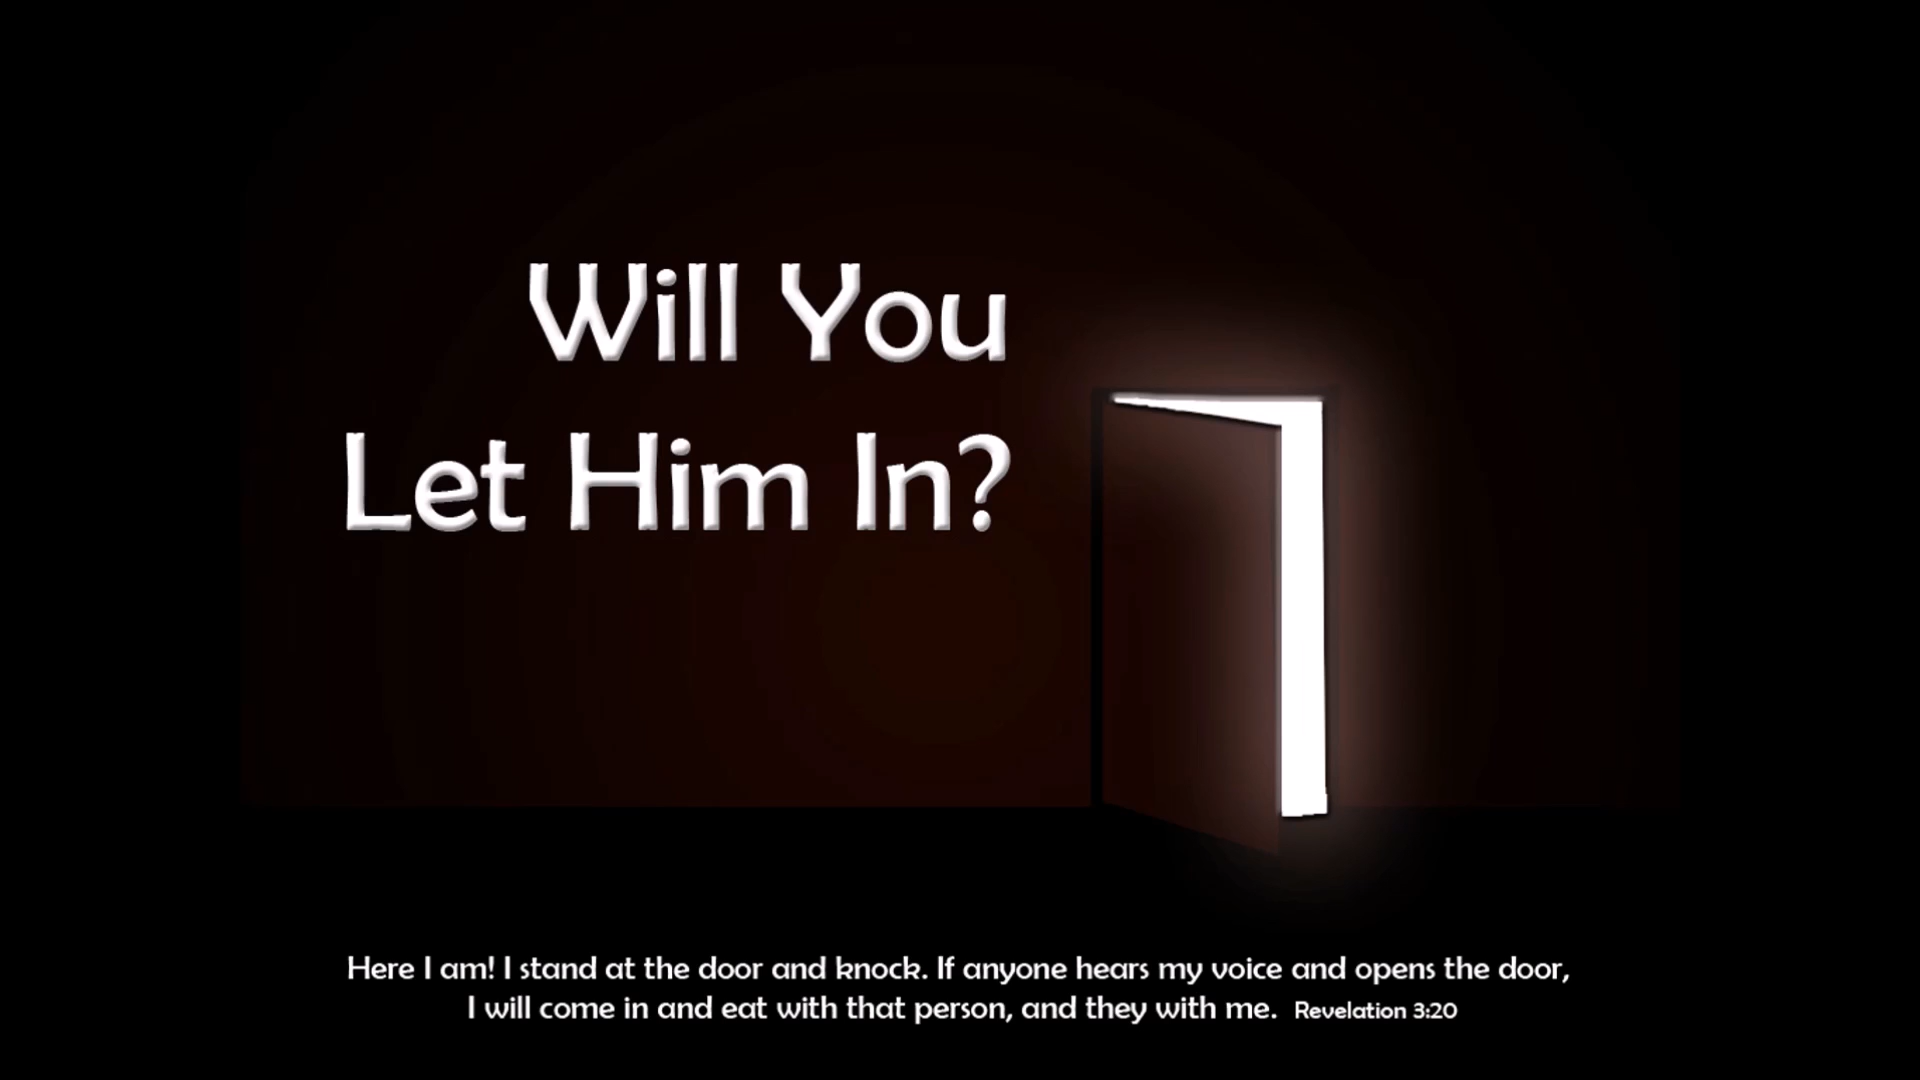 Will You
Let Him In?
Here I am! I stand at the door and knock. If anyone hears my voice and opens the door,
I will come in and eat with that person, and they with me. Revelation 3:20